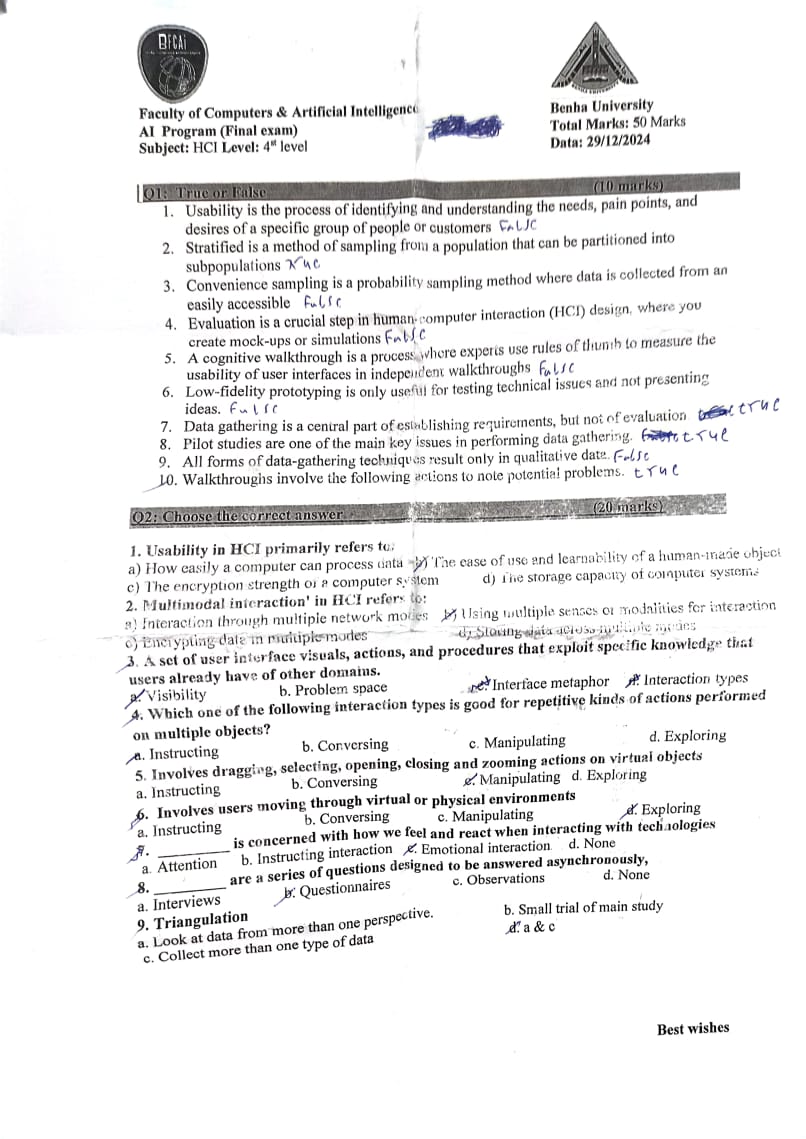 BFCAI
BENHA UNIVERSITY
Faculty of Computers & Artificial Intelligence
AI Program (Final exam)
Subject: HCI Level: 4st level
Benha University
Total Marks: 50 Marks
Data: 29/12/2024
Q1: True or False (10 marks)
1. Usability is the process of identifying and understanding the needs, pain points, and
desires of a specific group of people or customers False
2. Stratified is a method of sampling from a population that can be partitioned into
subpopulations True
3. Convenience sampling is a probability sampling method where data is collected from an
easily accessible False
4. Evaluation is a crucial step in human-computer interaction (HCI) design, where you
create mock-ups or simulations False
5. A cognitive walkthrough is a process where experts use rules of thumb to measure the
usability of user interfaces in independent walkthroughs False
6. Low-fidelity prototyping is only useful for testing technical issues and not presenting
ideas. False
7. Data gathering is a central part of establishing requirements, but not of evaluation true
8. Pilot studies are one of the main key issues in performing data gathering. true
9. All forms of data-gathering techniques result only in qualitative data. False
10. Walkthroughs involve the following actions to note potential problems. true
Q2: Choose the correct answer (20 marks)
1. Usability in HCI primarily refers to:
a) How easily a computer can process data b) The ease of use and learnability of a human-made object
c) The encryption strength of a computer system d) The storage capacity of computer systems
2. Multimodal interaction' in HCI refers to:
a) Interaction through multiple network modes b) Using multiple senses or modalities for interaction
c) Encrypting data in multiple modes d) Storing data across multiple modes
3. A set of user interface visuals, actions, and procedures that exploit specific knowledge that
users already have of other domains.
a. Visibility b. Problem space Interface metaphor Interaction types
4. Which one of the following interaction types is good for repetitive kinds of actions performed
on multiple objects?
a. Instructing b. Conversing c. Manipulating d. Exploring
5. Involves dragging, selecting, opening, closing and zooming actions on virtual objects
a. Instructing b. Conversing c. Manipulating d. Exploring
6. Involves users moving through virtual or physical environments
a. Instructing b. Conversing c. Manipulating d. Exploring
7. ________ is concerned with how we feel and react when interacting with technologies
a. Attention b. Instructing interaction c. Emotional interaction d. None
8. ________ are a series of questions designed to be answered asynchronously,
a. Interviews b. Questionnaires c. Observations d. None
9. Triangulation
a. Look at data from more than one perspective. b. Small trial of main study
c. Collect more than one type of data d. a & c
Best wishes